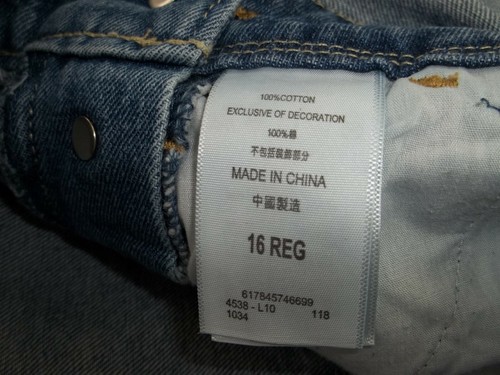 100%COTTON
EXCLUSIVE OF DECORATION
100%棉
不包括裝飾部分
MADE IN CHINA
中國製造
16 REG
617845746699
4538 - L10
1034 118